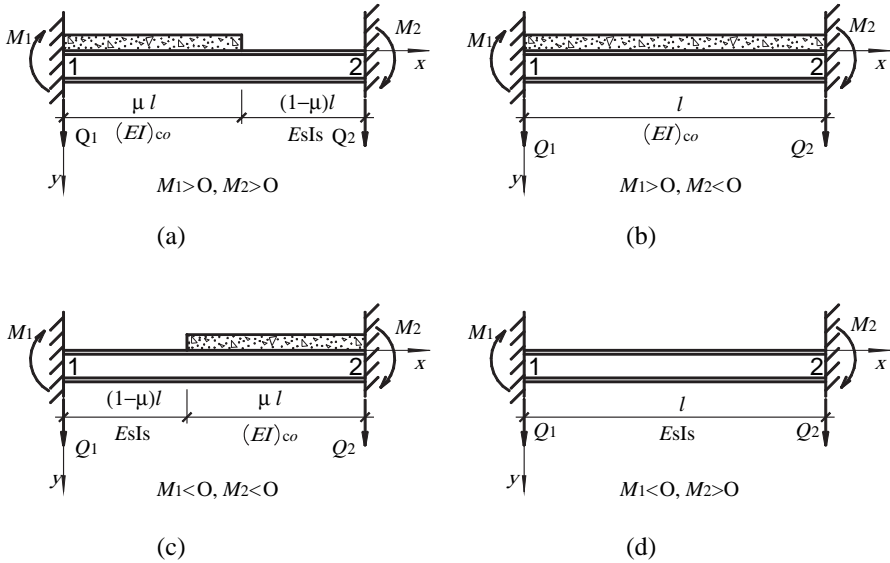 M1
1
2
M2
x
μ l
(1−μ)l
Q1
(EI)co
EsIs
Q2
y
M1>O, M2>O
(a)
M1
1
2
M2
x
l
Q1
(EI)co
Q2
y
M1>O, M2<O
(b)
M1
1
2
M2
x
(1−μ)l
μ l
Q1
EsIs
(EI)co
Q2
y
M1<O, M2<O
(c)
M1
1
2
M2
x
l
Q1
EsIs
Q2
y
M1<O, M2>O
(d)